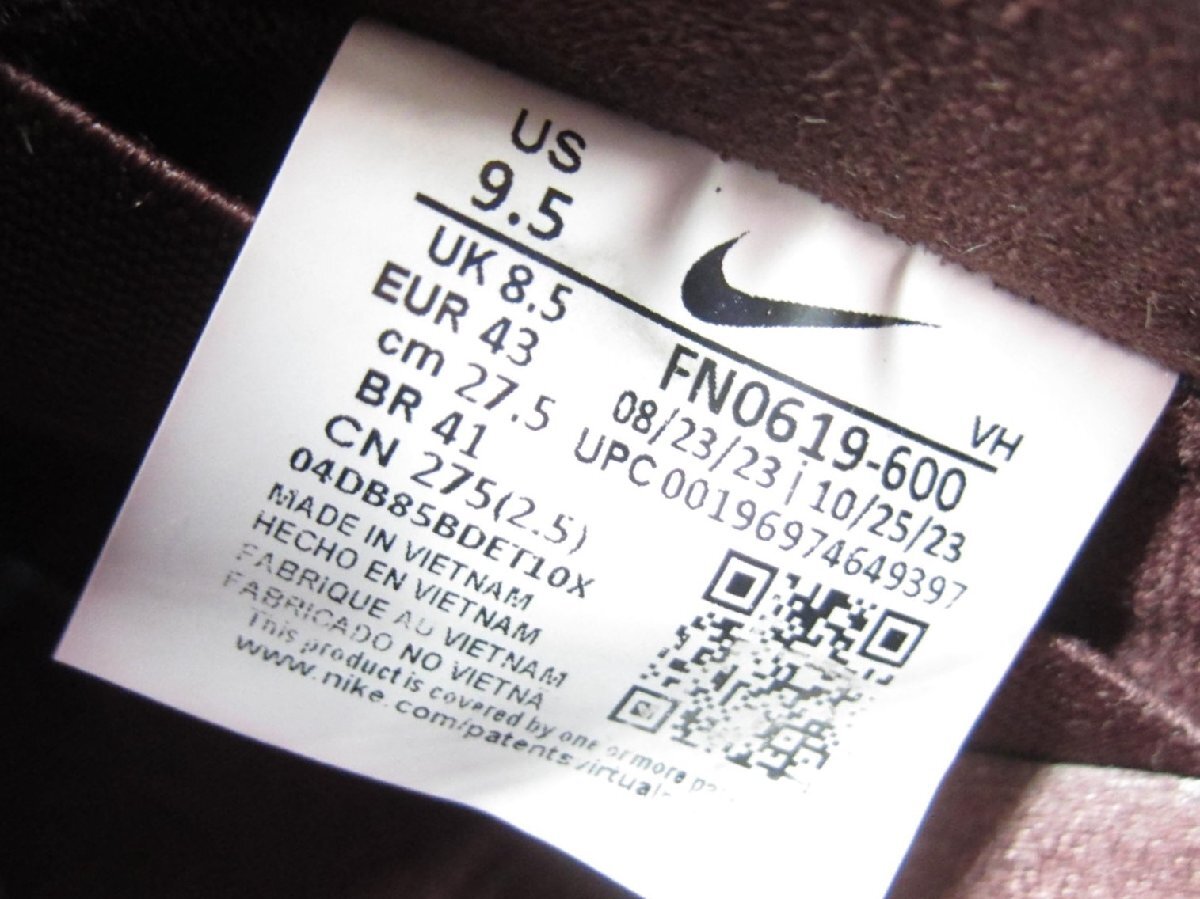 US
9.5
UK 8.5
EUR 43
cm 27.5
BR 41
CN 275(2.5)
04DB85BDET10X
MADE IN VIETNAM
HECHO EN VIETNAM
FABRIQUE AU VIETNAM
FABRICADO NO VIETNA
This product is covered by one or more
www.nike.com/patents
VH
FN0619-600
08/23/23 | 10/25/23
UPC 00196974649397